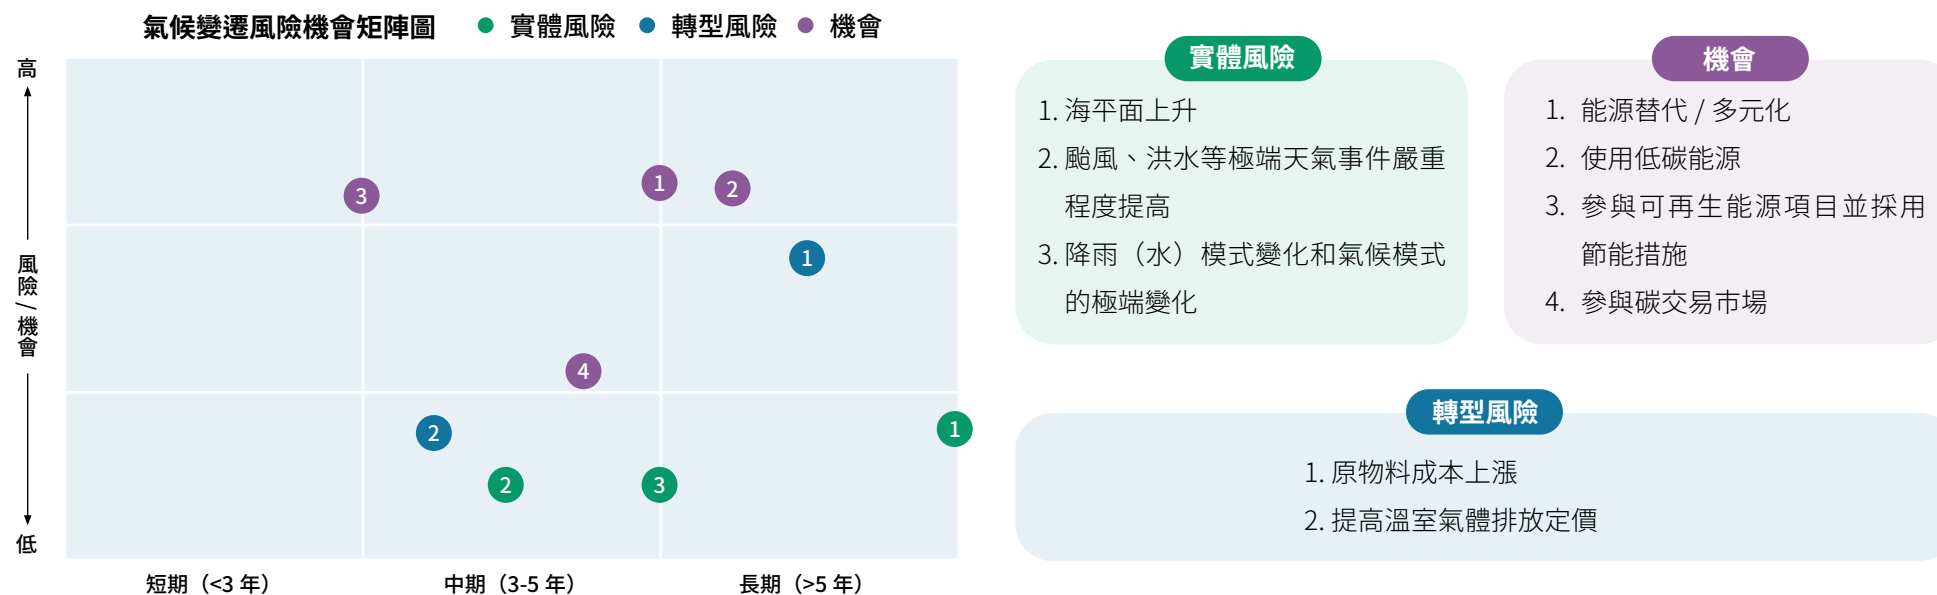 氣候變遷風險機會矩陣圖 實體風險 轉型風險 機會
高
風險/機會
低
3
1
2
1
4
2
1
2
3
短期（<3 年） 中期（3-5 年） 長期（>5 年）
實體風險
1. 海平面上升
2. 颱風、洪水等極端天氣事件嚴重
程度提高
3. 降雨（水）模式變化和氣候模式
的極端變化
機會
1. 能源替代 / 多元化
2. 使用低碳能源
3. 參與可再生能源項目並採用
節能措施
4. 參與碳交易市場
轉型風險
1. 原物料成本上漲
2. 提高溫室氣體排放定價